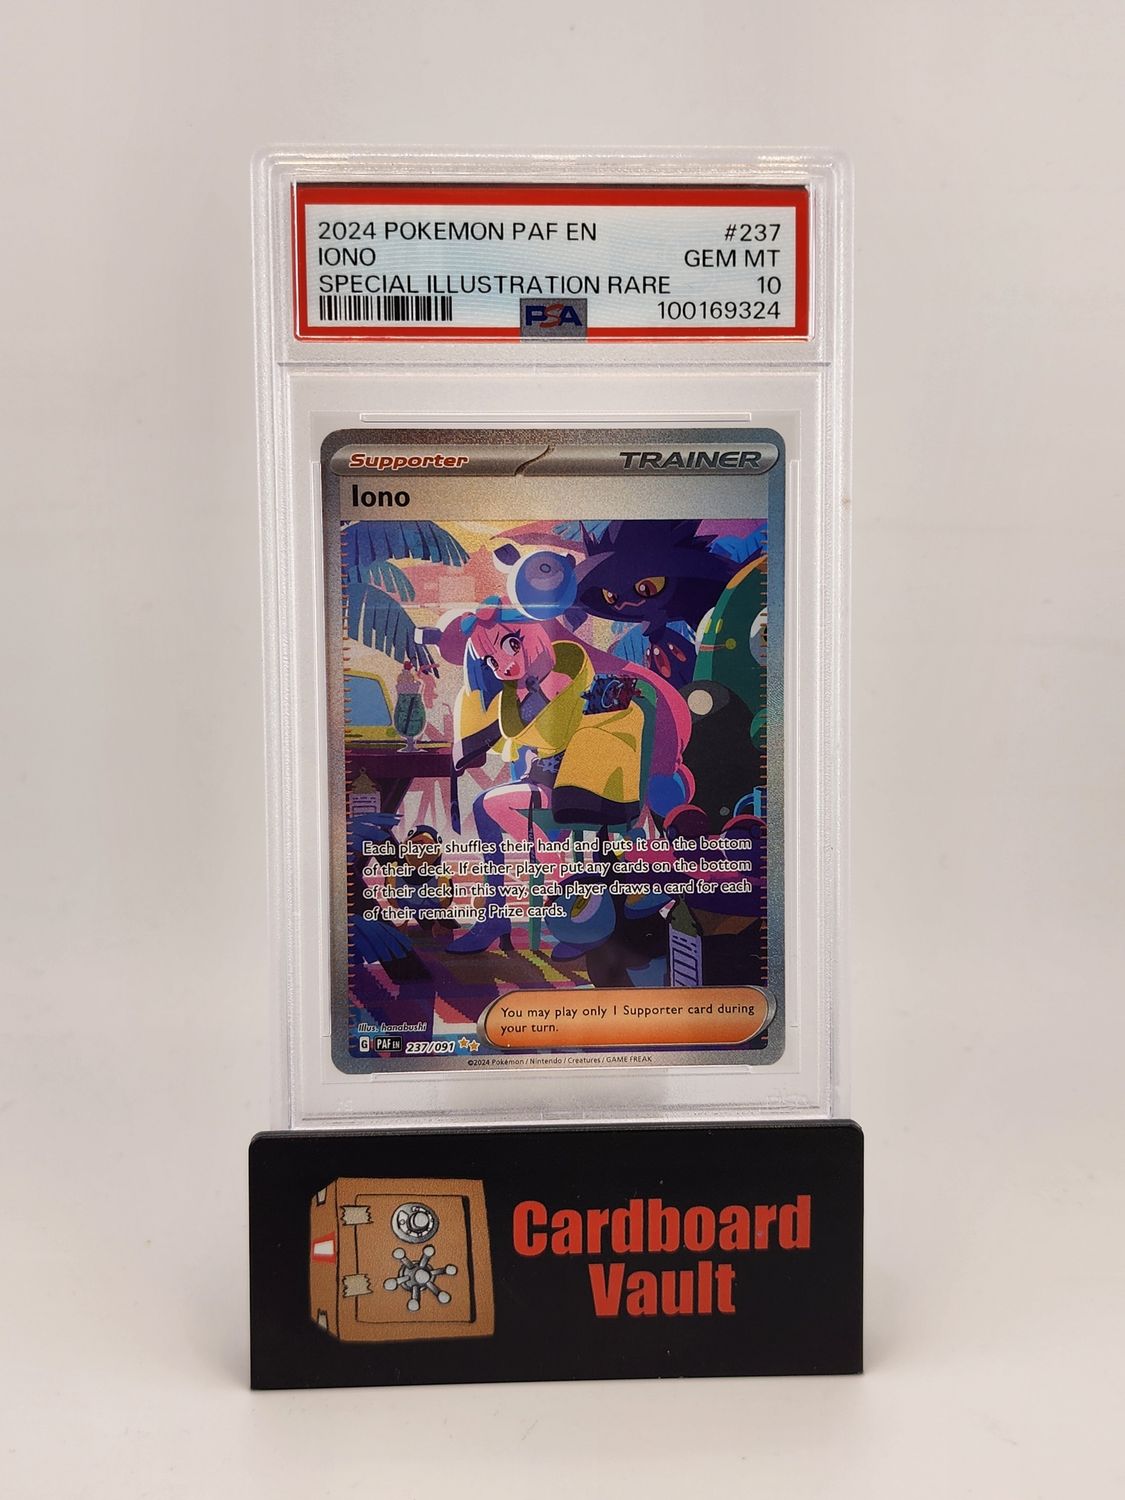 2024 POKEMON PAF EN #237
IONO GEM MT
SPECIAL ILLUSTRATION RARE 10
PSA 100169324
Supporter TRAINER
Iono
Each player shuffles their hand and puts it on the bottom
of their deck. If either player put any cards on the bottom
of their deck in this way, each player draws a card for each
of their remaining Prize cards.
You may play only 1 Supporter card during
your turn.
Illus. hanabushi
G PAF EN 237/091
©2024 Pokémon / Nintendo / Creatures / GAME FREAK
Cardboard
Vault